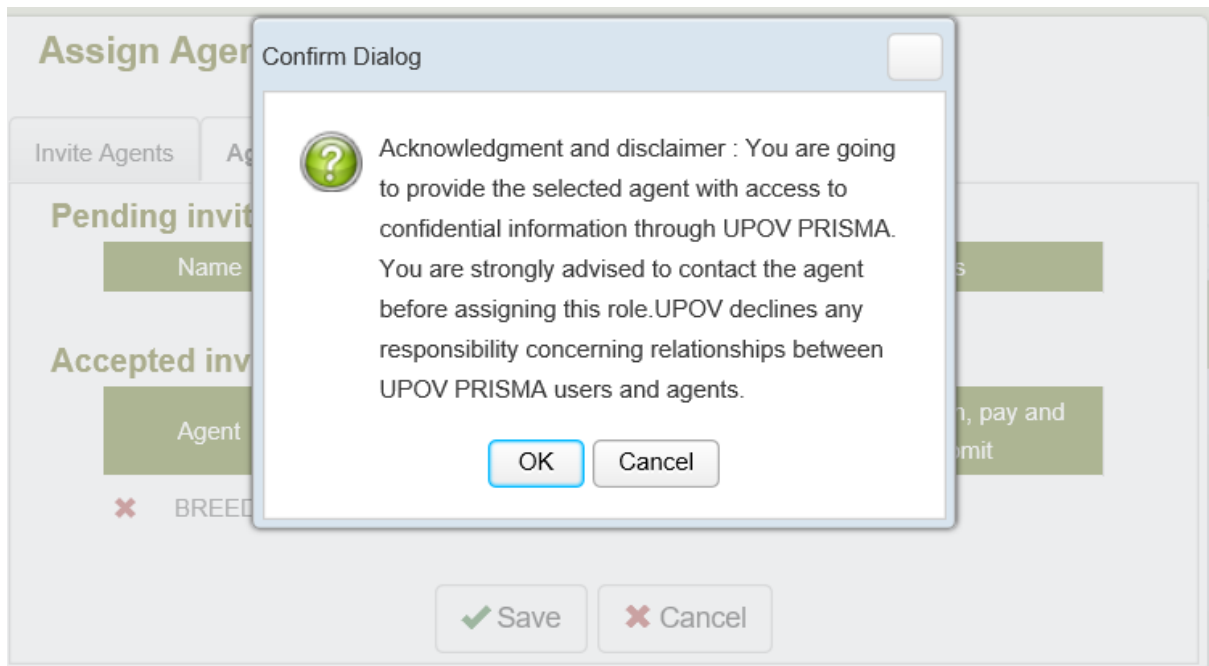 Assign Agen
Confirm Dialog
Invite Agents
Acknowledgment and disclaimer : You are going
to provide the selected agent with access to
confidential information through UPOV PRISMA.
You are strongly advised to contact the agent
before assigning this role.UPOV declines any
responsibility concerning relationships between
UPOV PRISMA users and agents.
OK Cancel
Pending invit
Name
Accepted inv
Agent
, pay and
BREED
Save Cancel